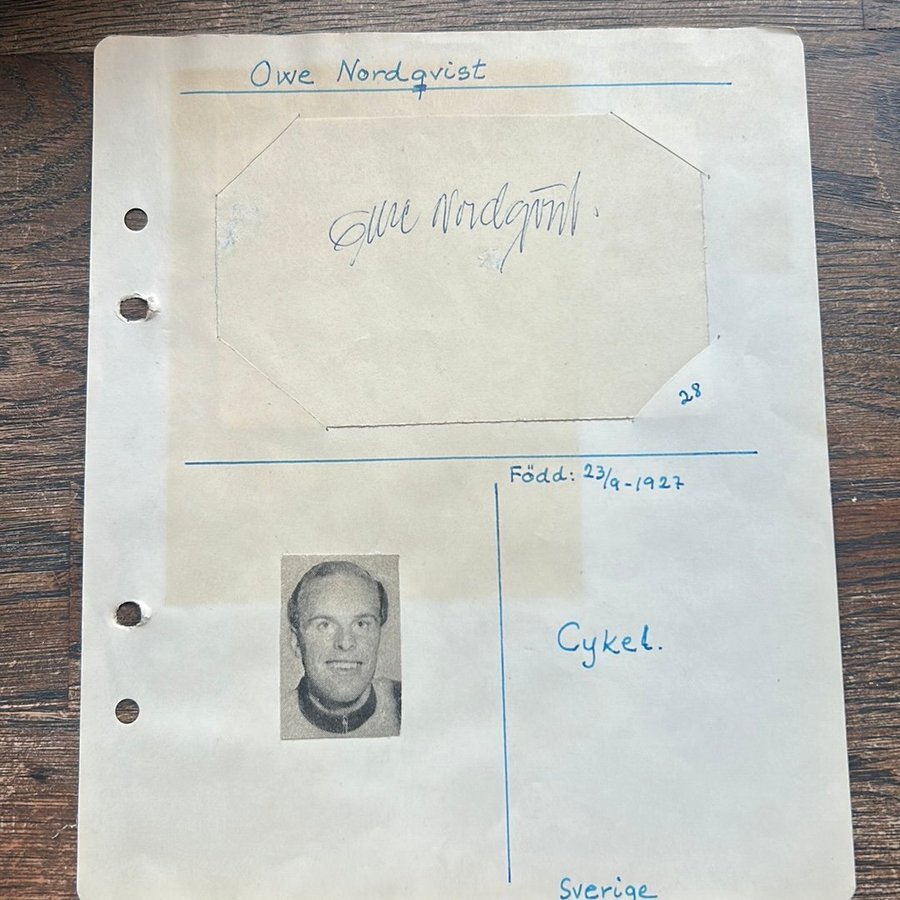 Owe Nordqvist
Owe Nordqvist.
28
Född: 23/9-1927
Cykel.
Sverige